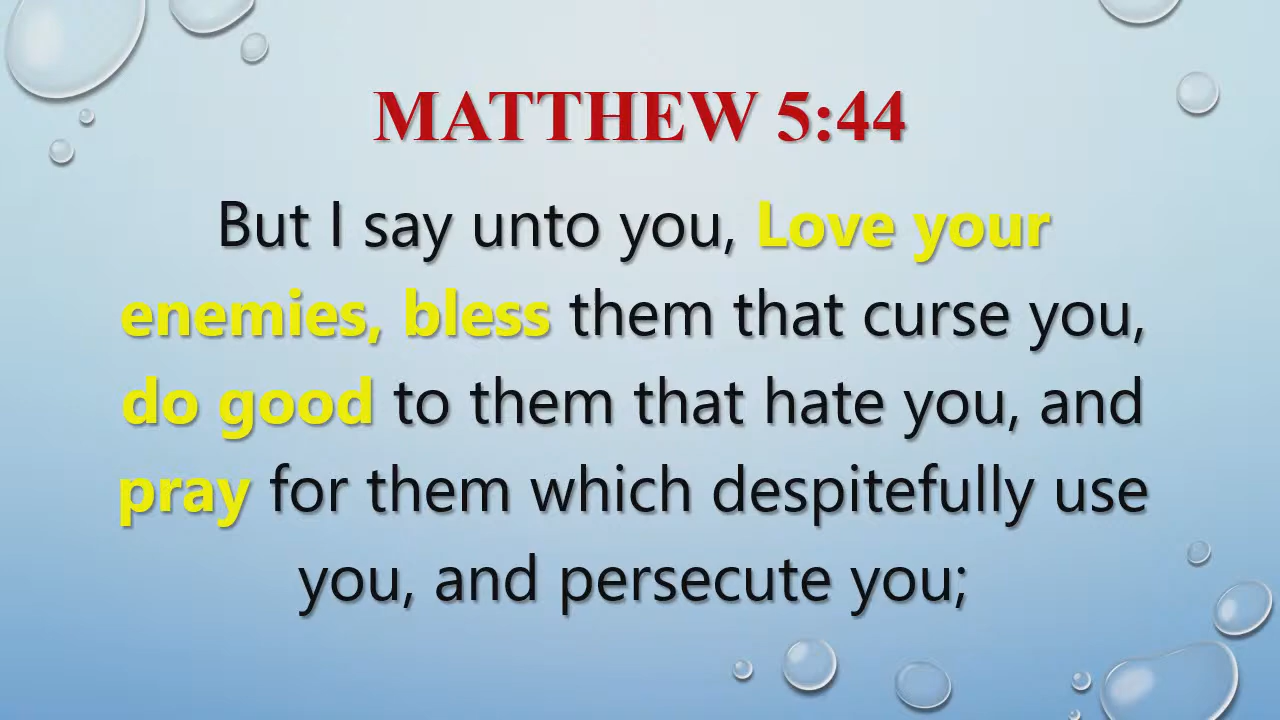 MATTHEW 5:44
But I say unto you, Love your
enemies, bless them that curse you,
do good to them that hate you, and
pray for them which despitefully use
you, and persecute you;